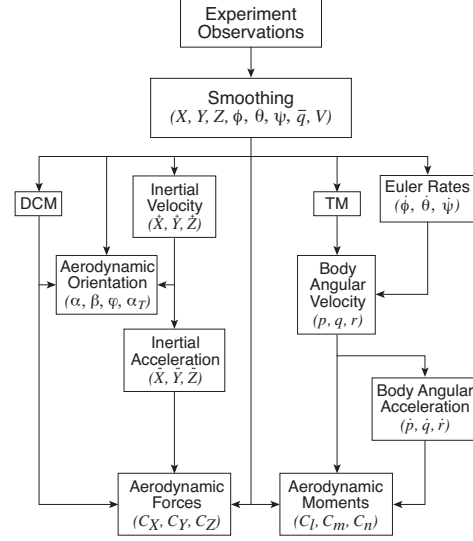 Experiment
Observations
Smoothing
(X, Y, Z, ϕ, θ, ψ, q̄, V)
DCM
Inertial
Velocity
(Ẋ, Ẏ, Ż)
TM
Euler Rates
(ϕ̇, θ̇, ψ̇)
Aerodynamic
Orientation
(α, β, φ, α_T)
Body
Angular
Velocity
(p, q, r)
Inertial
Acceleration
(Ẍ, Ÿ, Z̈)
Body Angular
Acceleration
(ṗ, q̇, ṙ)
Aerodynamic
Forces
(C_X, C_Y, C_Z)
Aerodynamic
Moments
(C_l, C_m, C_n)